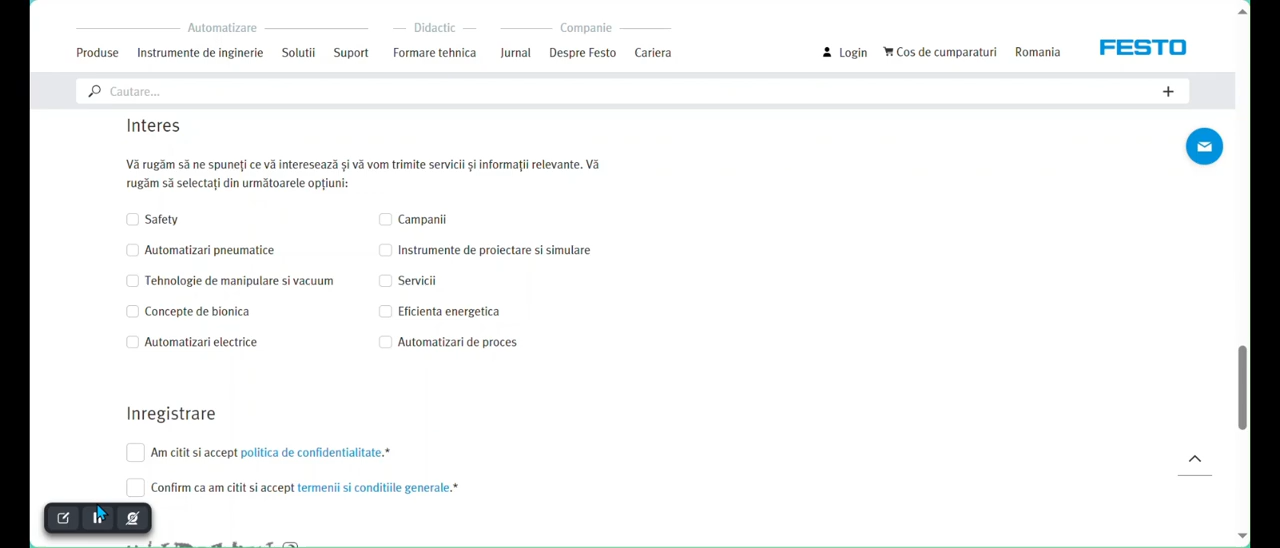 Automatizare Didactic Companie
Produse Instrumente de inginerie Solutii Suport Formare tehnica Jurnal Despre Festo Cariera Login Cos de cumparaturi Romania FESTO
Cautare...
Interes
Vă rugăm să ne spuneți ce vă interesează și vă vom trimite servicii și informații relevante. Vă
rugăm să selectați din următoarele opțiuni:
Safety Campanii
Automatizari pneumatice Instrumente de proiectare si simulare
Tehnologie de manipulare si vacuum Servicii
Concepte de bionica Eficienta energetica
Automatizari electrice Automatizari de proces
Inregistrare
Am citit si accept politica de confidentialitate.*
Confirm ca am citit si accept termenii si conditiile generale.*